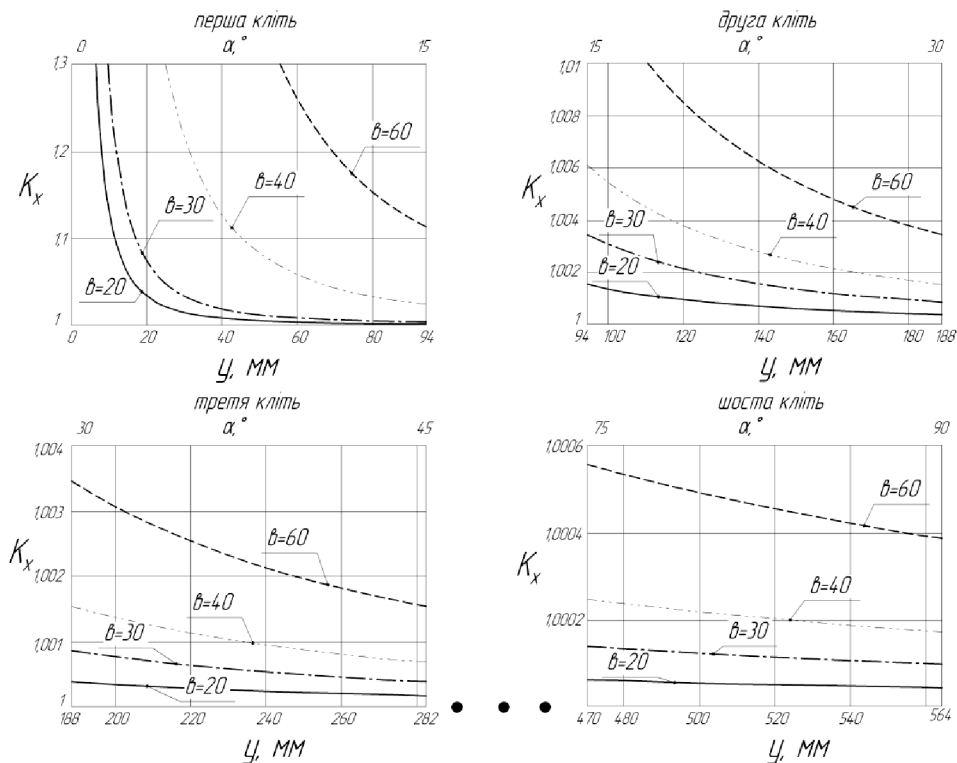 перша кліть
0 α,° 15
1,3
1,2
1,1
1
K_x
в=60
в=40
в=30
в=20
0 20 40 60 80 94
У, мм
друга кліть
15 α,° 30
1,01
1,008
1,006
1,004
1,002
1
K_x
в=60
в=40
в=30
в=20
94 100 120 140 160 180 188
У, мм
третя кліть
30 α,° 45
1,004
1,003
1,002
1,001
1
K_x
в=60
в=40
в=30
в=20
188 200 220 240 260 282
У, мм
шоста кліть
75 α,° 90
1,0006
1,0004
1,0002
K_x
в=60
в=40
в=30
в=20
470 480 500 520 540 564
У, мм